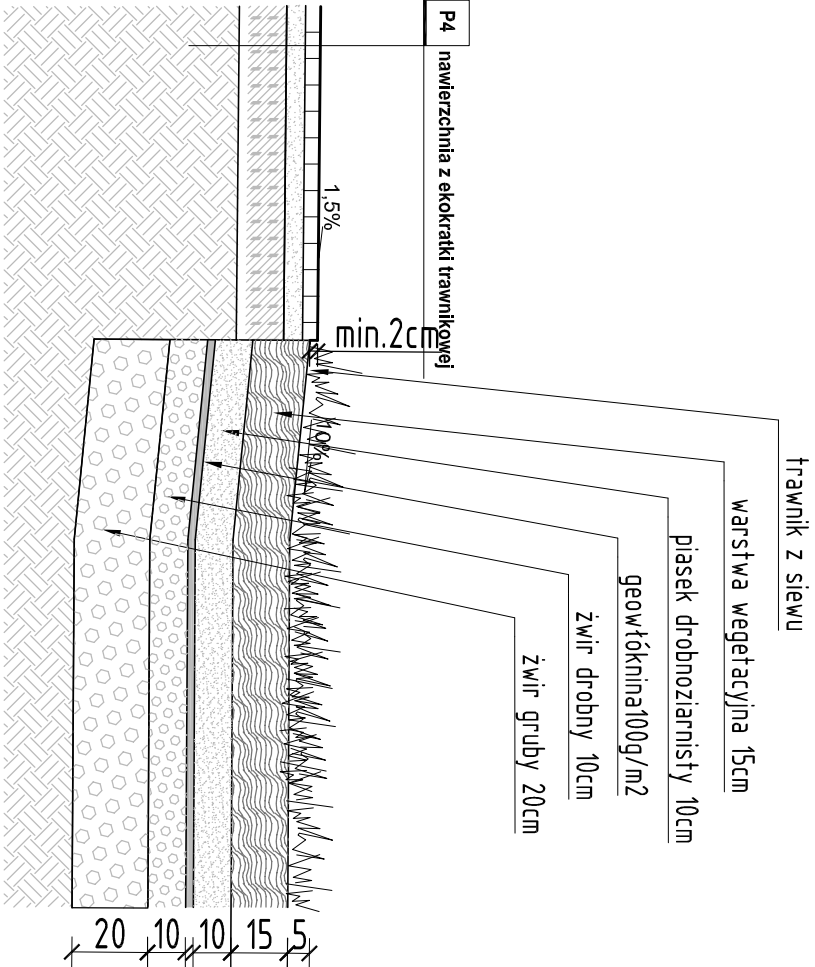 P4 nawierzchnia z ekokratki trawnikowej
1,5%
min.2cm
10%
trawnik z siewu
warstwa wegetacyjna 15cm
piasek drobnoziarnisty 10cm
geowłóknina100g/m2
żwir drobny 10cm
żwir gruby 20cm
5
15
10
10
20